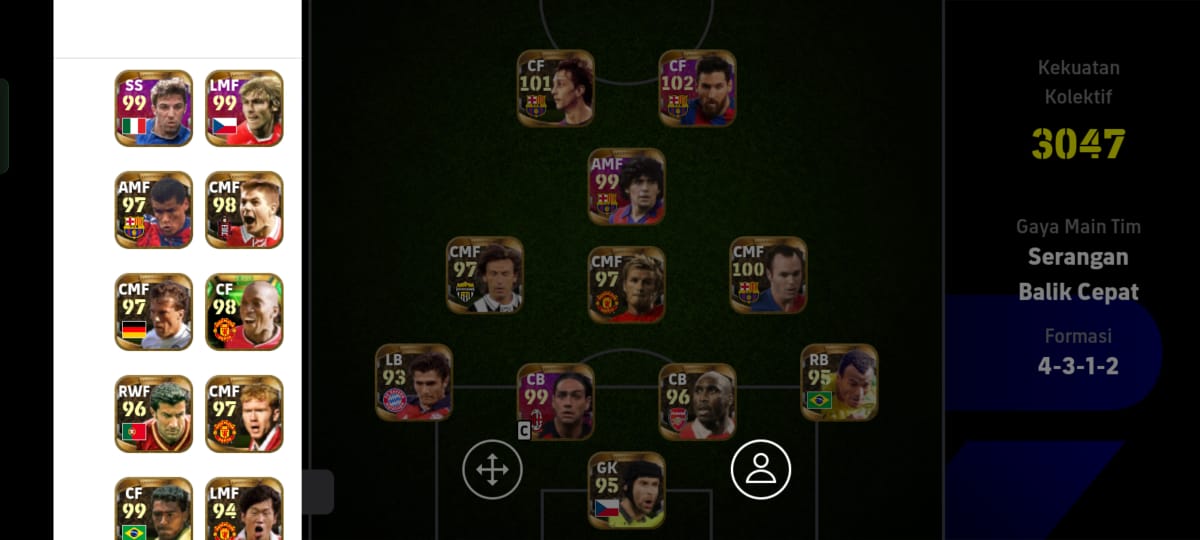 SS
99
LMF
99
AMF
97
CMF
98
CMF
97
CF
98
RWF
96
CMF
97
CF
99
LMF
94
CF
101
CF
102
AMF
99
CMF
97
CMF
97
CMF
100
LB
93
CB
99
C
CB
96
RB
95
GK
95
Kekuatan
Kolektif
3047
Gaya Main Tim
Serangan
Balik Cepat
Formasi
4-3-1-2